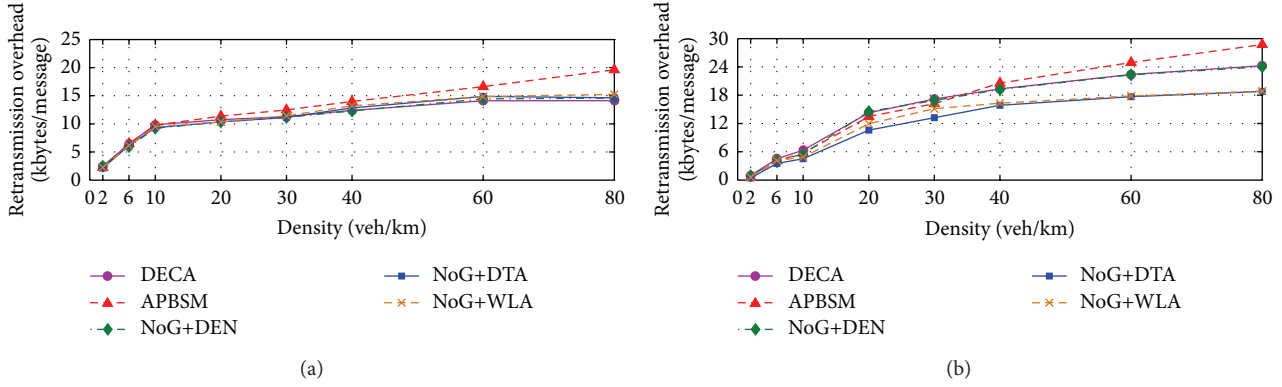 Retransmission overhead
(kbytes/message)
25
20
15
10
5
0
0 2 6 10 20 30 40 60 80
Density (veh/km)
DECA
APBSM
NoG+DEN
NoG+DTA
NoG+WLA
(a)
Retransmission overhead
(kbytes/message)
30
24
18
12
6
0
0 2 6 10 20 30 40 60 80
Density (veh/km)
DECA
APBSM
NoG+DEN
NoG+DTA
NoG+WLA
(b)